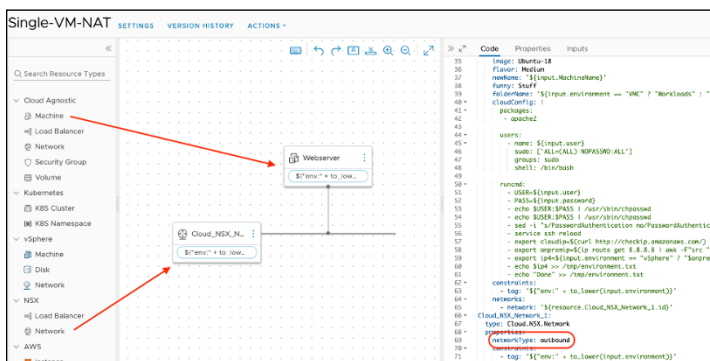 Single-VM-NAT SETTINGS VERSION HISTORY ACTIONS
Search Resource Types
Cloud Agnostic
Machine
Load Balancer
Network
Security Group
Volume
Kubernetes
K8S Cluster
K8S Namespace
vSphere
Machine
Disk
Network
NSX
Load Balancer
Network
AWS
Webserver
${"env:" + to_low...
Cloud_NSX_N...
${"env:" + to_low...
Code Properties Inputs
35 image: Ubuntu-18
36 flavor: Medium
37 newName: '${input.MachineName}'
38 funny: Stuff
39 folderName: '${input.environment == "VMC" ? "Workloads" : "
40 cloudConfig: |
41 packages:
42 - apache2
43
44 users:
45 - name: ${input.user}
46 sudo: ['ALL=(ALL) NOPASSWD:ALL']
47 groups: sudo
48 shell: /bin/bash
49
50 runcmd:
51 - USER=${input.user}
52 - PASS=${input.password}
53 - echo $USER:$PASS | /usr/sbin/chpasswd
54 - echo $USER:$PASS | /usr/sbin/chpasswd
55 - sed -i "s/PasswordAuthentication no/PasswordAuthentic
56 - service ssh reload
57 - export cloudip=$(curl http://checkip.amazonaws.com/)
58 - export onpremip=$(ip route get 8.8.8.8 | awk -F"src "
59 - export ip4=${input.environment == "vSphere" ? "$onpre
60 - echo $ip4 >> /tmp/environment.txt
61 - echo "Done" >> /tmp/environment.txt
62 constraints:
63 - tag: '${"env:" + to_lower(input.environment)}'
64 networks:
65 - network: '${resource.Cloud_NSX_Network_1.id}'
66 Cloud_NSX_Network_1:
67 type: Cloud.NSX.Network
68 properties:
69 networkType: outbound
70 constraints:
71 - tag: '${"env:" + to_lower(input.environment)}'